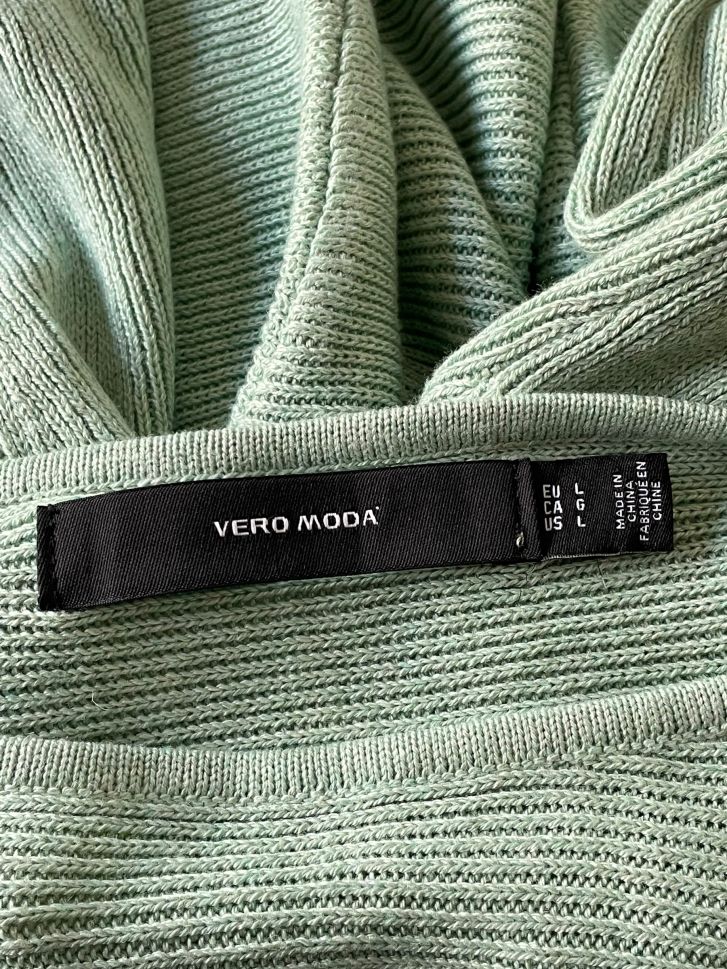 VERO MODA
EU L
CA G
US L
MADE IN
CHINA
FABRIQUÉ EN
CHINE